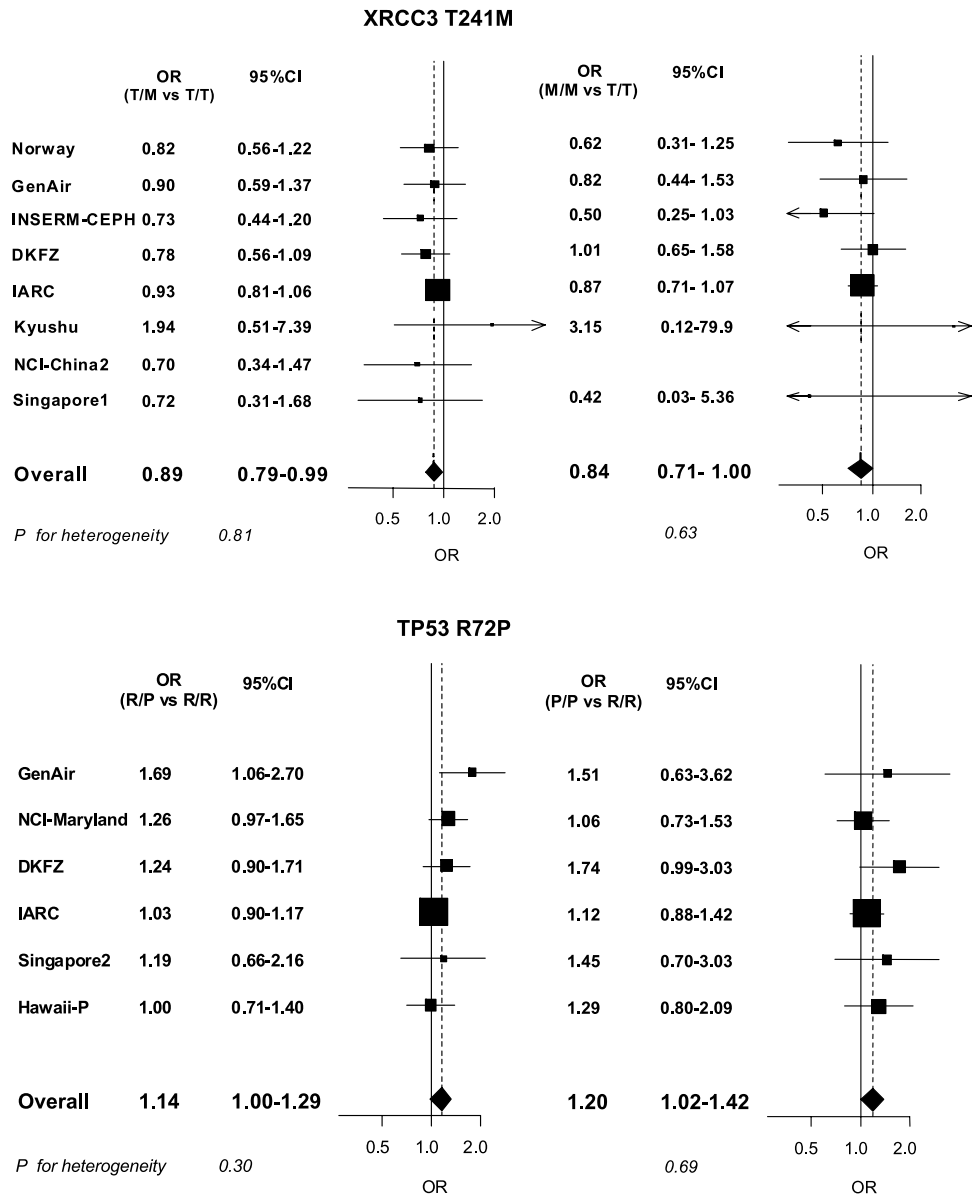 XRCC3 T241M
OR 95%CI OR 95%CI
(T/M vs T/T) (M/M vs T/T)
Norway 0.82 0.56-1.22 0.62 0.31- 1.25
GenAir 0.90 0.59-1.37 0.82 0.44- 1.53
INSERM-CEPH 0.73 0.44-1.20 0.50 0.25- 1.03
DKFZ 0.78 0.56-1.09 1.01 0.65- 1.58
IARC 0.93 0.81-1.06 0.87 0.71- 1.07
Kyushu 1.94 0.51-7.39 3.15 0.12-79.9
NCI-China2 0.70 0.34-1.47
Singapore1 0.72 0.31-1.68 0.42 0.03- 5.36
Overall 0.89 0.79-0.99 0.84 0.71- 1.00
0.5 1.0 2.0 0.5 1.0 2.0
P for heterogeneity 0.81 0.63
OR OR
TP53 R72P
OR 95%CI OR 95%CI
(R/P vs R/R) (P/P vs R/R)
GenAir 1.69 1.06-2.70 1.51 0.63-3.62
NCI-Maryland 1.26 0.97-1.65 1.06 0.73-1.53
DKFZ 1.24 0.90-1.71 1.74 0.99-3.03
IARC 1.03 0.90-1.17 1.12 0.88-1.42
Singapore2 1.19 0.66-2.16 1.45 0.70-3.03
Hawaii-P 1.00 0.71-1.40 1.29 0.80-2.09
Overall 1.14 1.00-1.29 1.20 1.02-1.42
0.5 1.0 2.0 0.5 1.0 2.0
P for heterogeneity 0.30 0.69
OR OR